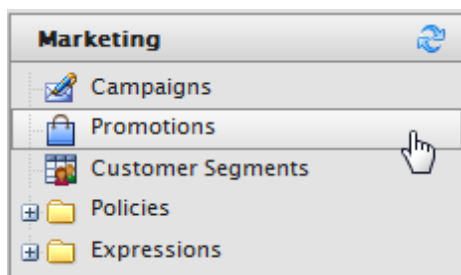 Marketing
Campaigns
Promotions
Customer Segments
Policies
Expressions